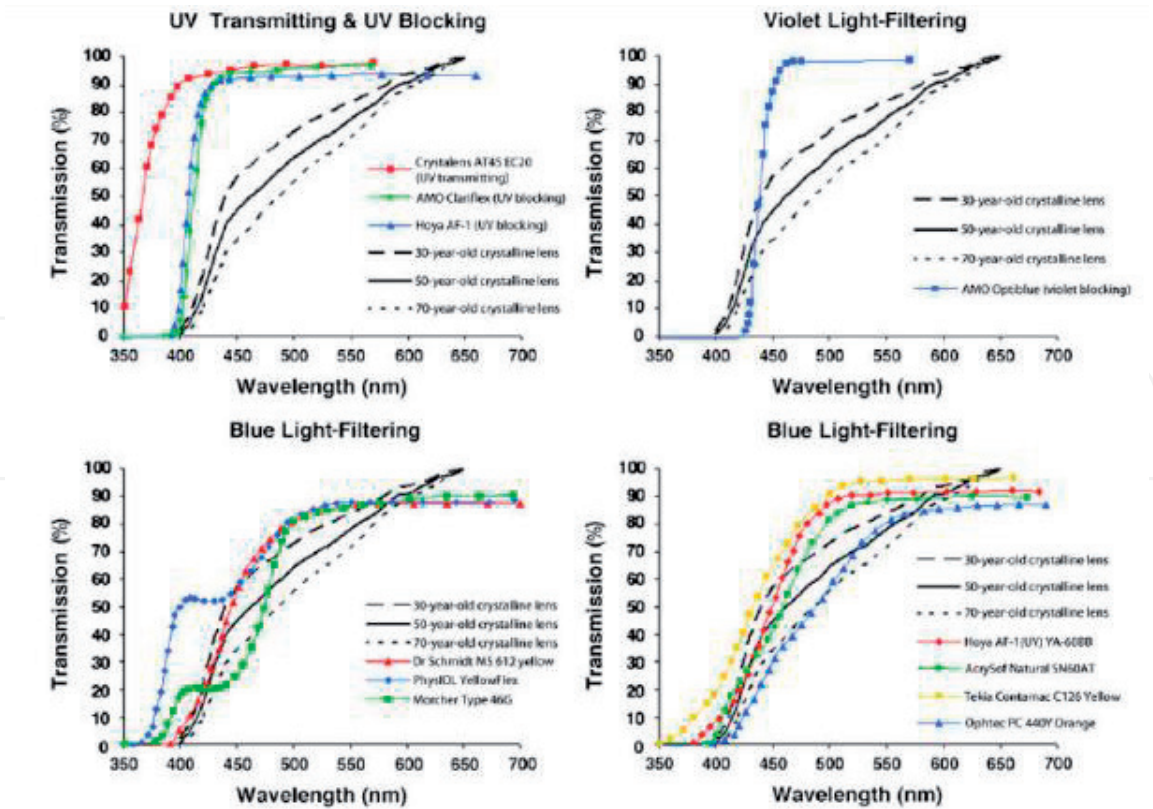 UV Transmitting & UV Blocking
100
90
80
70
60
50
40
30
20
10
0
Transmission (%)
Crystalens AT45 EC20
(UV transmitting)
AMO Clariflex (UV blocking)
Hoya AF-1 (UV blocking)
30-year-old crystalline lens
50-year-old crystalline lens
70-year-old crystalline lens
350 400 450 500 550 600 650 700
Wavelength (nm)
Violet Light-Filtering
100
90
80
70
60
50
40
30
20
10
0
Transmission (%)
30-year-old crystalline lens
50-year-old crystalline lens
70-year-old crystalline lens
AMO Optiblue (violet blocking)
350 400 450 500 550 600 650 700
Wavelength (nm)
Blue Light-Filtering
100
90
80
70
60
50
40
30
20
10
0
Transmission (%)
30-year-old crystalline lens
50-year-old crystalline lens
70-year-old crystalline lens
Dr Schmidt MS 612 yellow
PhysIOL YellowFlex
Morcher Type 46G
350 400 450 500 550 600 650 700
Wavelength (nm)
Blue Light-Filtering
100
90
80
70
60
50
40
30
20
10
0
Transmission (%)
30-year-old crystalline lens
50-year-old crystalline lens
70-year-old crystalline lens
Hoya AF-1(UY) YA-60BB
AcrySof Natural SN60AT
Tekia Contamac C126 Yellow
Ophtec PC 440Y Orange
350 400 450 500 550 600 650 700
Wavelength (nm)